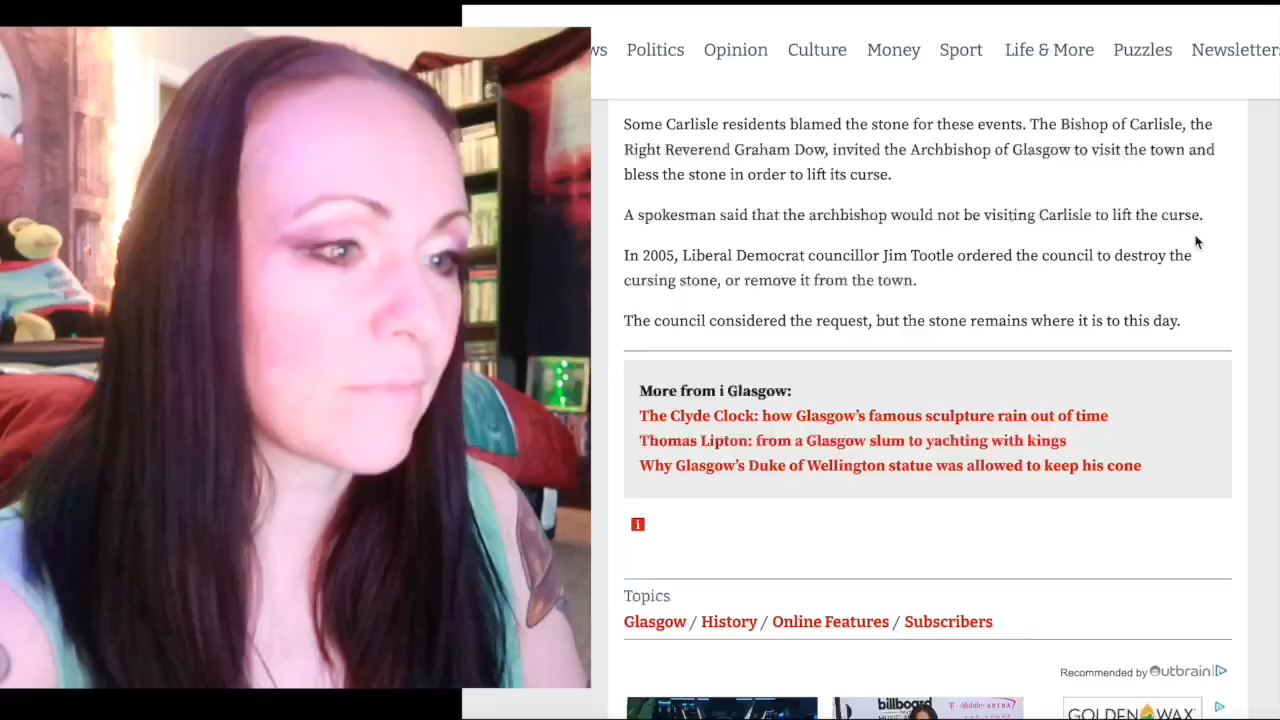 ws Politics Opinion Culture Money Sport Life & More Puzzles Newsletter
Some Carlisle residents blamed the stone for these events. The Bishop of Carlisle, the
Right Reverend Graham Dow, invited the Archbishop of Glasgow to visit the town and
bless the stone in order to lift its curse.
A spokesman said that the archbishop would not be visiting Carlisle to lift the curse.
In 2005, Liberal Democrat councillor Jim Tootle ordered the council to destroy the
cursing stone, or remove it from the town.
The council considered the request, but the stone remains where it is to this day.
More from i Glasgow:
The Clyde Clock: how Glasgow's famous sculpture rain out of time
Thomas Lipton: from a Glasgow slum to yachting with kings
Why Glasgow's Duke of Wellington statue was allowed to keep his cone
i
Topics
Glasgow / History / Online Features / Subscribers
Recommended by Outbrain
billboard T-Mobile ARENA
GOLDEN WAX